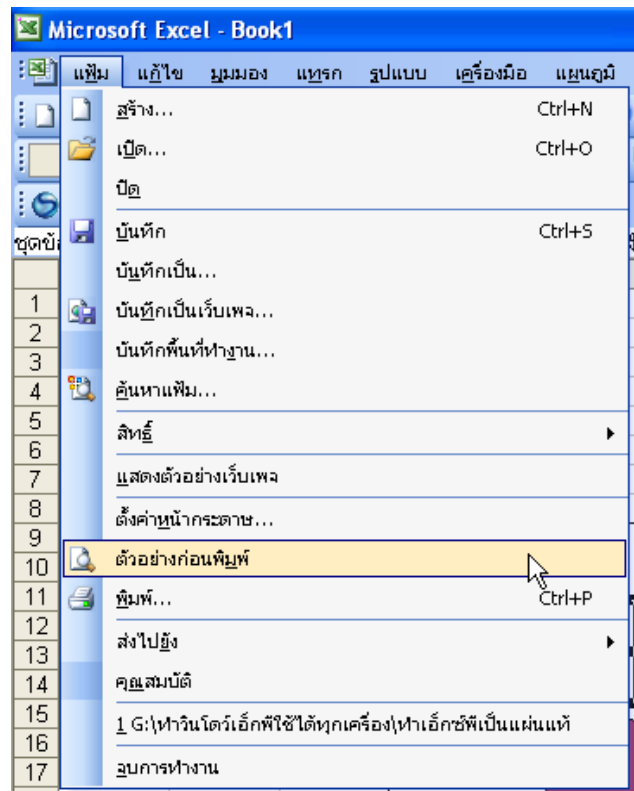 Microsoft Excel - Book1
แฟ้ม แก้ไข มุมมอง แทรก รูปแบบ เครื่องมือ แผนภูมิ
สร้าง... Ctrl+N
เปิด... Ctrl+O
ปิด
ชุดข้อ
บันทึก Ctrl+S
บันทึกเป็น...
1
บันทึกเป็นเว็บเพจ...
2
บันทึกพื้นที่ทำงาน...
3
4 ค้นหาแฟ้ม...
5
สิทธิ์
6
7 แสดงตัวอย่างเว็บเพจ
8
ตั้งค่าหน้ากระดาษ...
9
10 ตัวอย่างก่อนพิมพ์
11 พิมพ์... Ctrl+P
12
ส่งไปยัง
13
14 คุณสมบัติ
15
1 G:\ทำวินโดว์เอ็กพีใช้ได้ทุกเครื่อง\ทำเอ็กซ์พีเป็นแผ่นแท้
16
17 จบการทำงาน